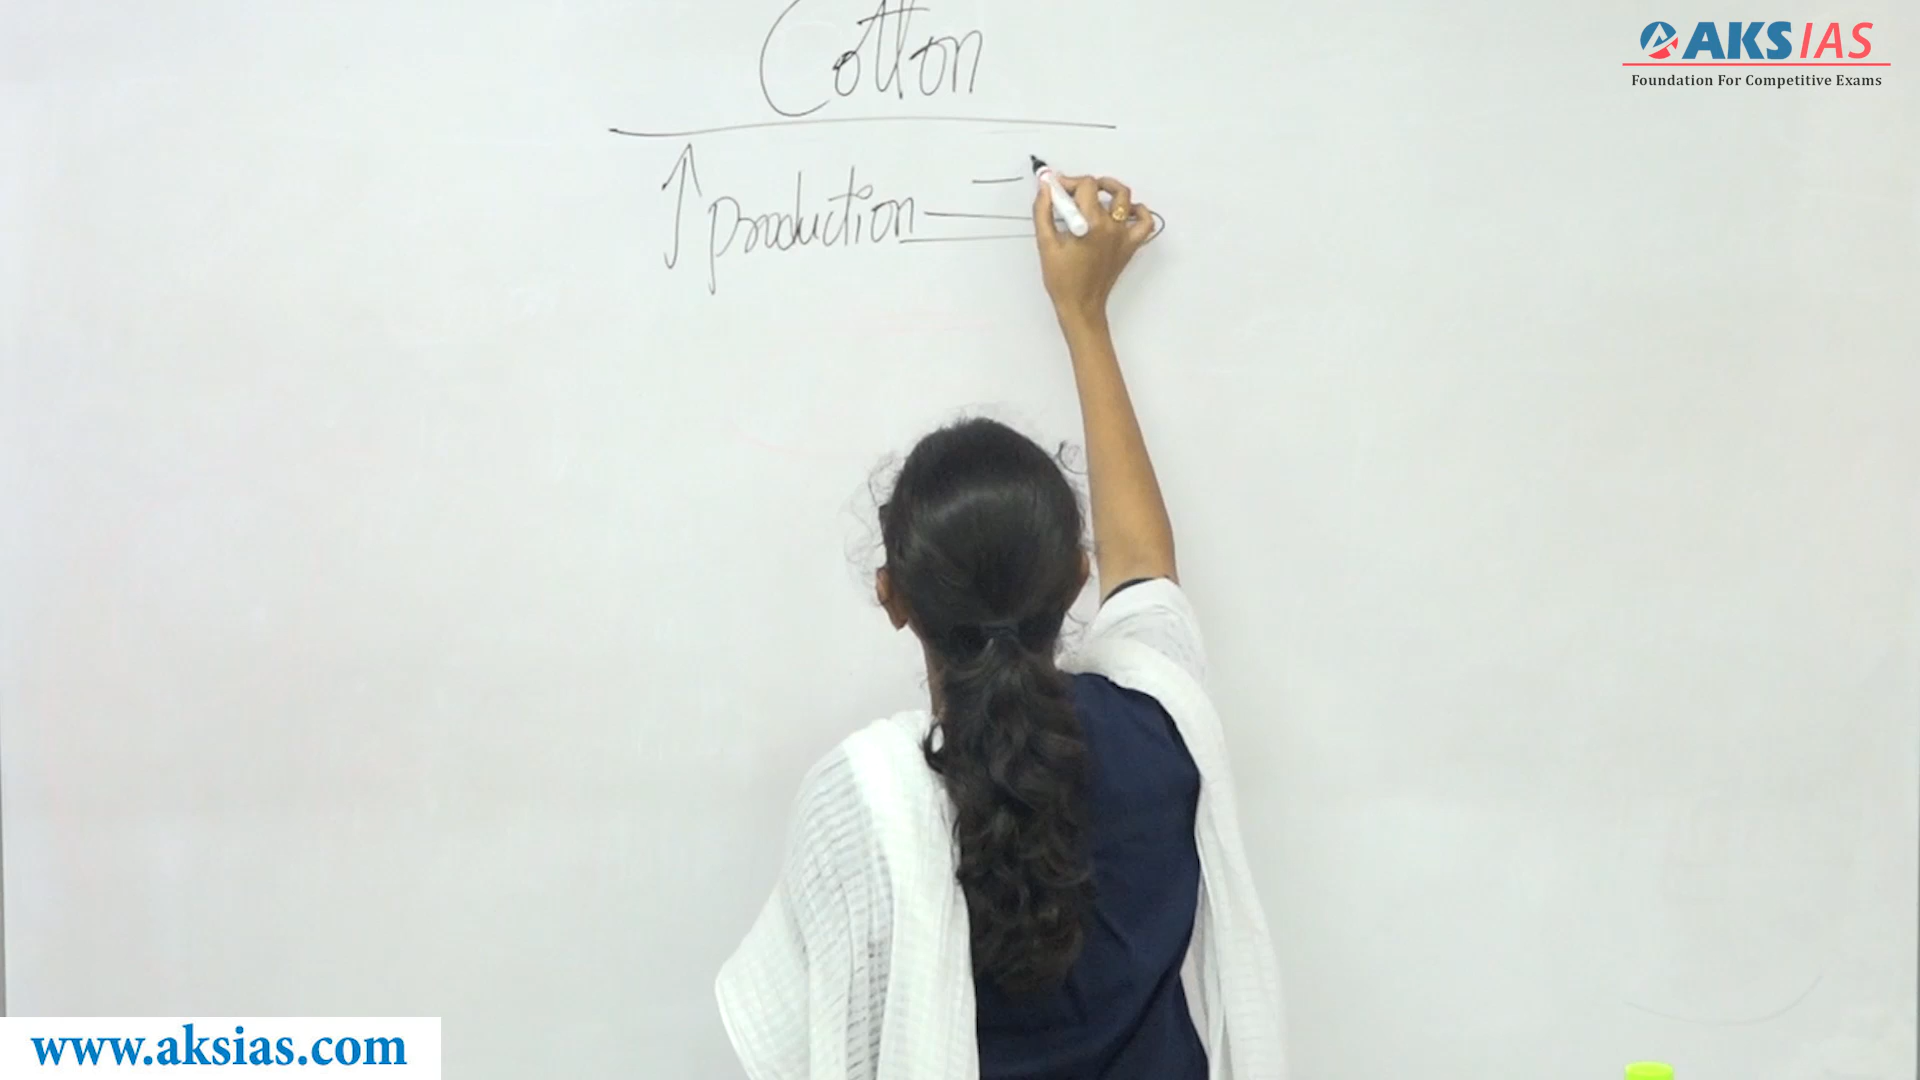 Cotton
↑ production
AKS IAS
Foundation For Competitive Exams
www.aksias.com